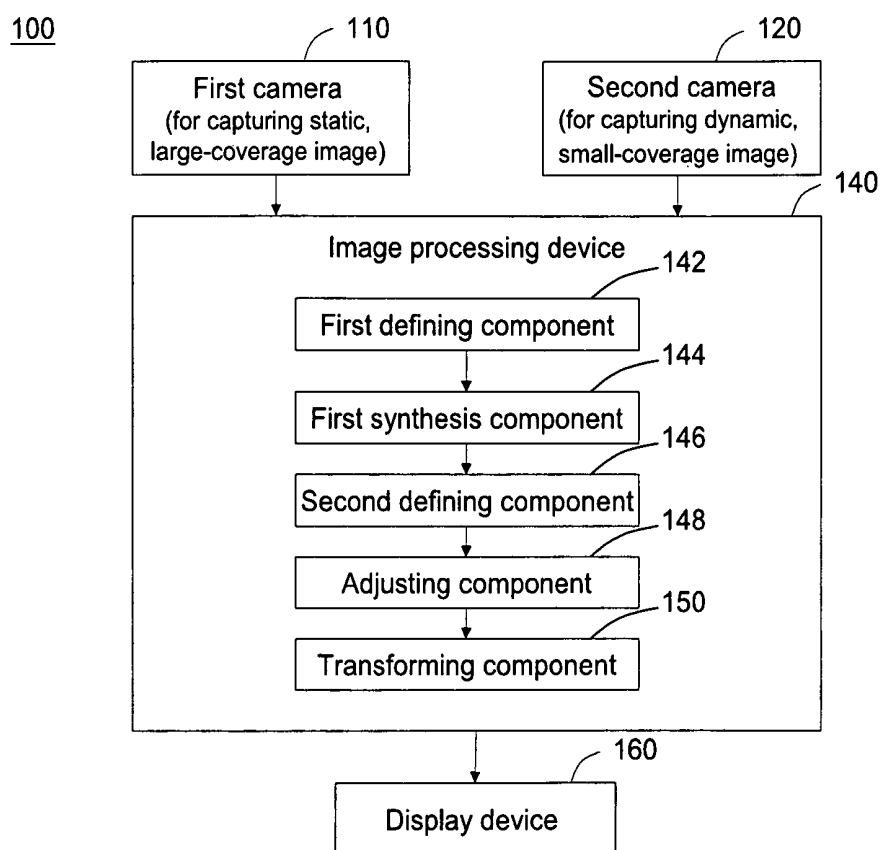 100
110
120
First camera
(for capturing static,
large-coverage image)
Second camera
(for capturing dynamic,
small-coverage image)
140
Image processing device
142
First defining component
144
First synthesis component
146
Second defining component
148
Adjusting component
150
Transforming component
160
Display device